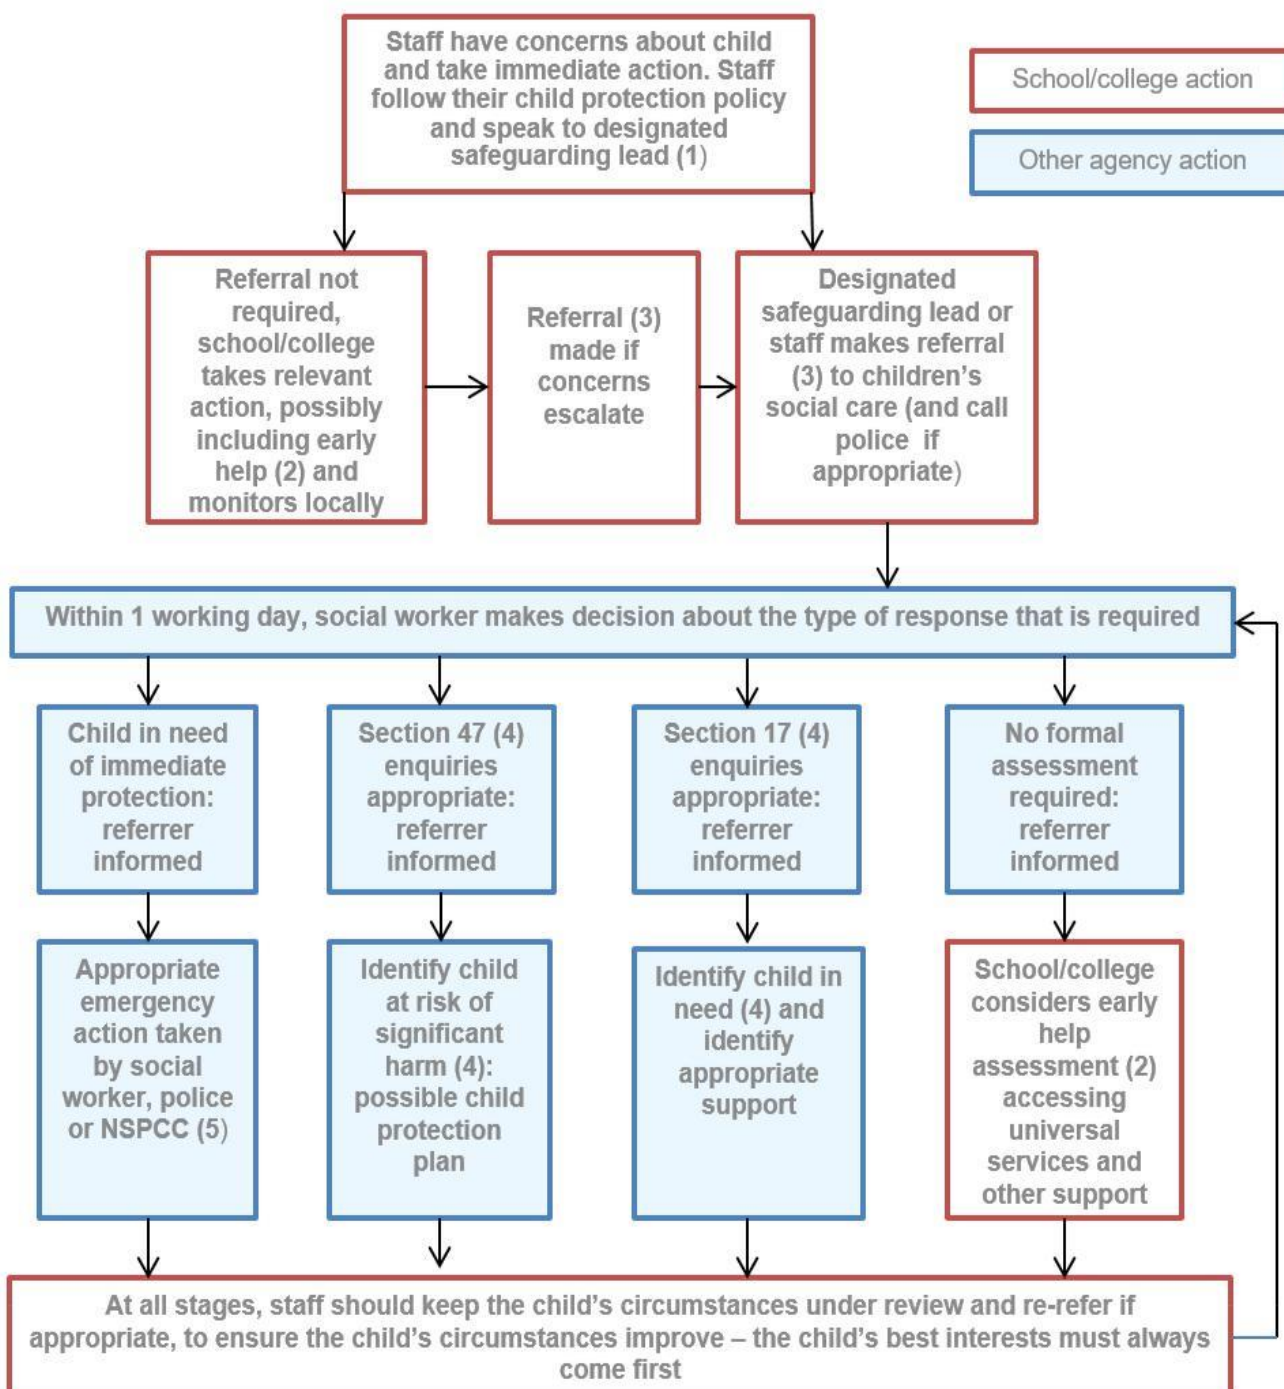 Staff have concerns about child
and take immediate action. Staff
follow their child protection policy
and speak to designated
safeguarding lead (1)
School/college action
Other agency action
Referral not
required,
school/college
takes relevant
action, possibly
including early
help (2) and
monitors locally
Referral (3)
made if
concerns
escalate
Designated
safeguarding lead or
staff makes referral
(3) to children’s
social care (and call
police if
appropriate)
Within 1 working day, social worker makes decision about the type of response that is required
Child in need
of immediate
protection:
referrer
informed
Section 47 (4)
enquiries
appropriate:
referrer
informed
Section 17 (4)
enquiries
appropriate:
referrer
informed
No formal
assessment
required:
referrer
informed
Appropriate
emergency
action taken
by social
worker, police
or NSPCC (5)
Identify child
at risk of
significant
harm (4):
possible child
protection
plan
Identify child in
need (4) and
identify
appropriate
support
School/college
considers early
help
assessment (2)
accessing
universal
services and
other support
At all stages, staff should keep the child’s circumstances under review and re-refer if
appropriate, to ensure the child’s circumstances improve – the child’s best interests must always
come first